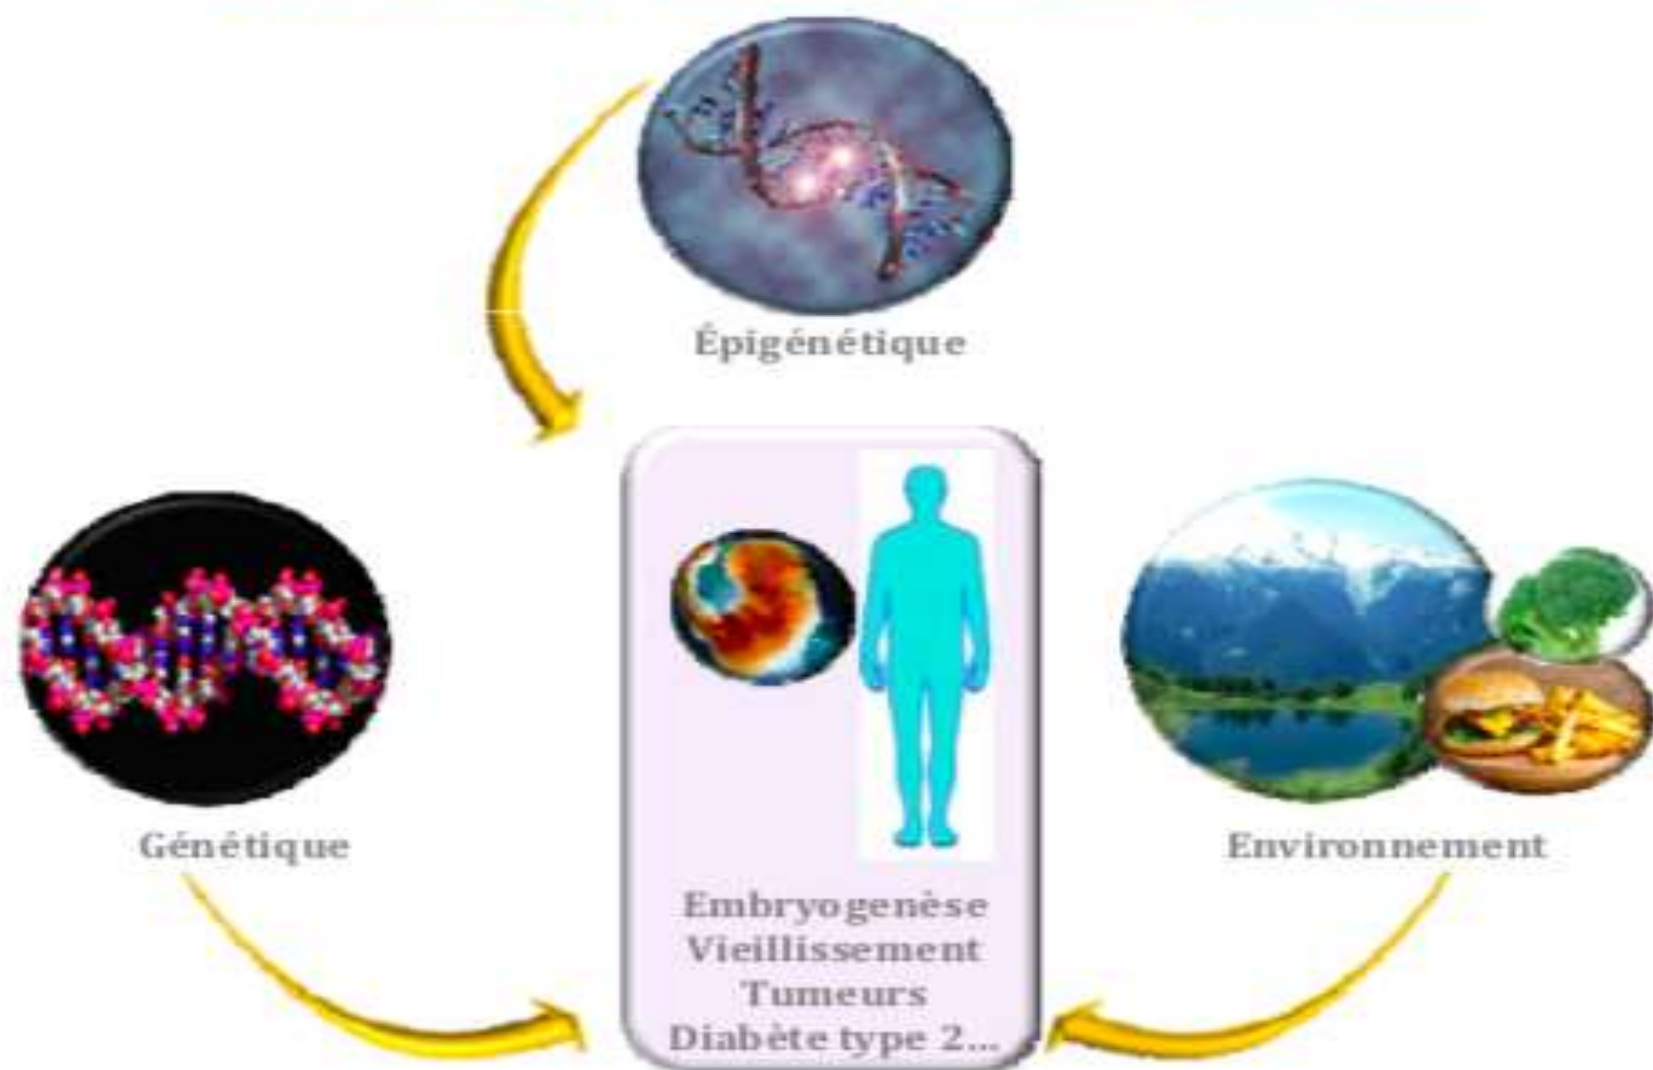 Épigénétique
Génétique
Environnement
Embryogenèse
Vieillissement
Tumeurs
Diabète type 2...